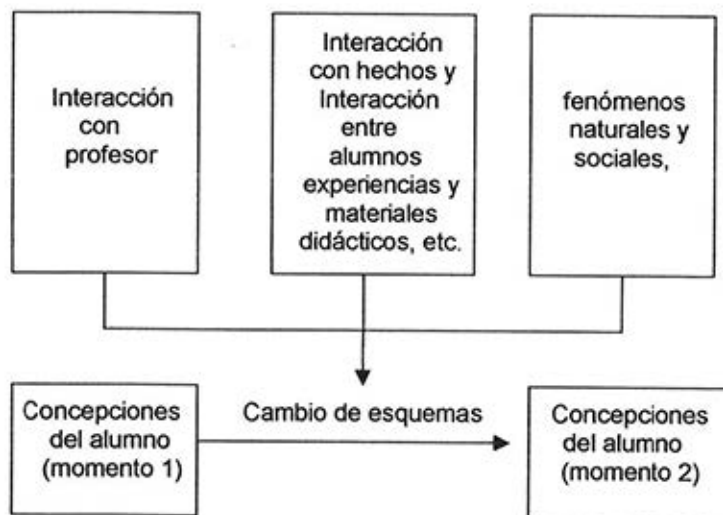 Interacción
con
profesor
Interacción
con hechos y
Interacción
entre
alumnos
experiencias y
materiales
didácticos, etc.
fenómenos
naturales y
sociales,
Concepciones
del alumno
(momento 1)
Cambio de esquemas
Concepciones
del alumno
(momento 2)